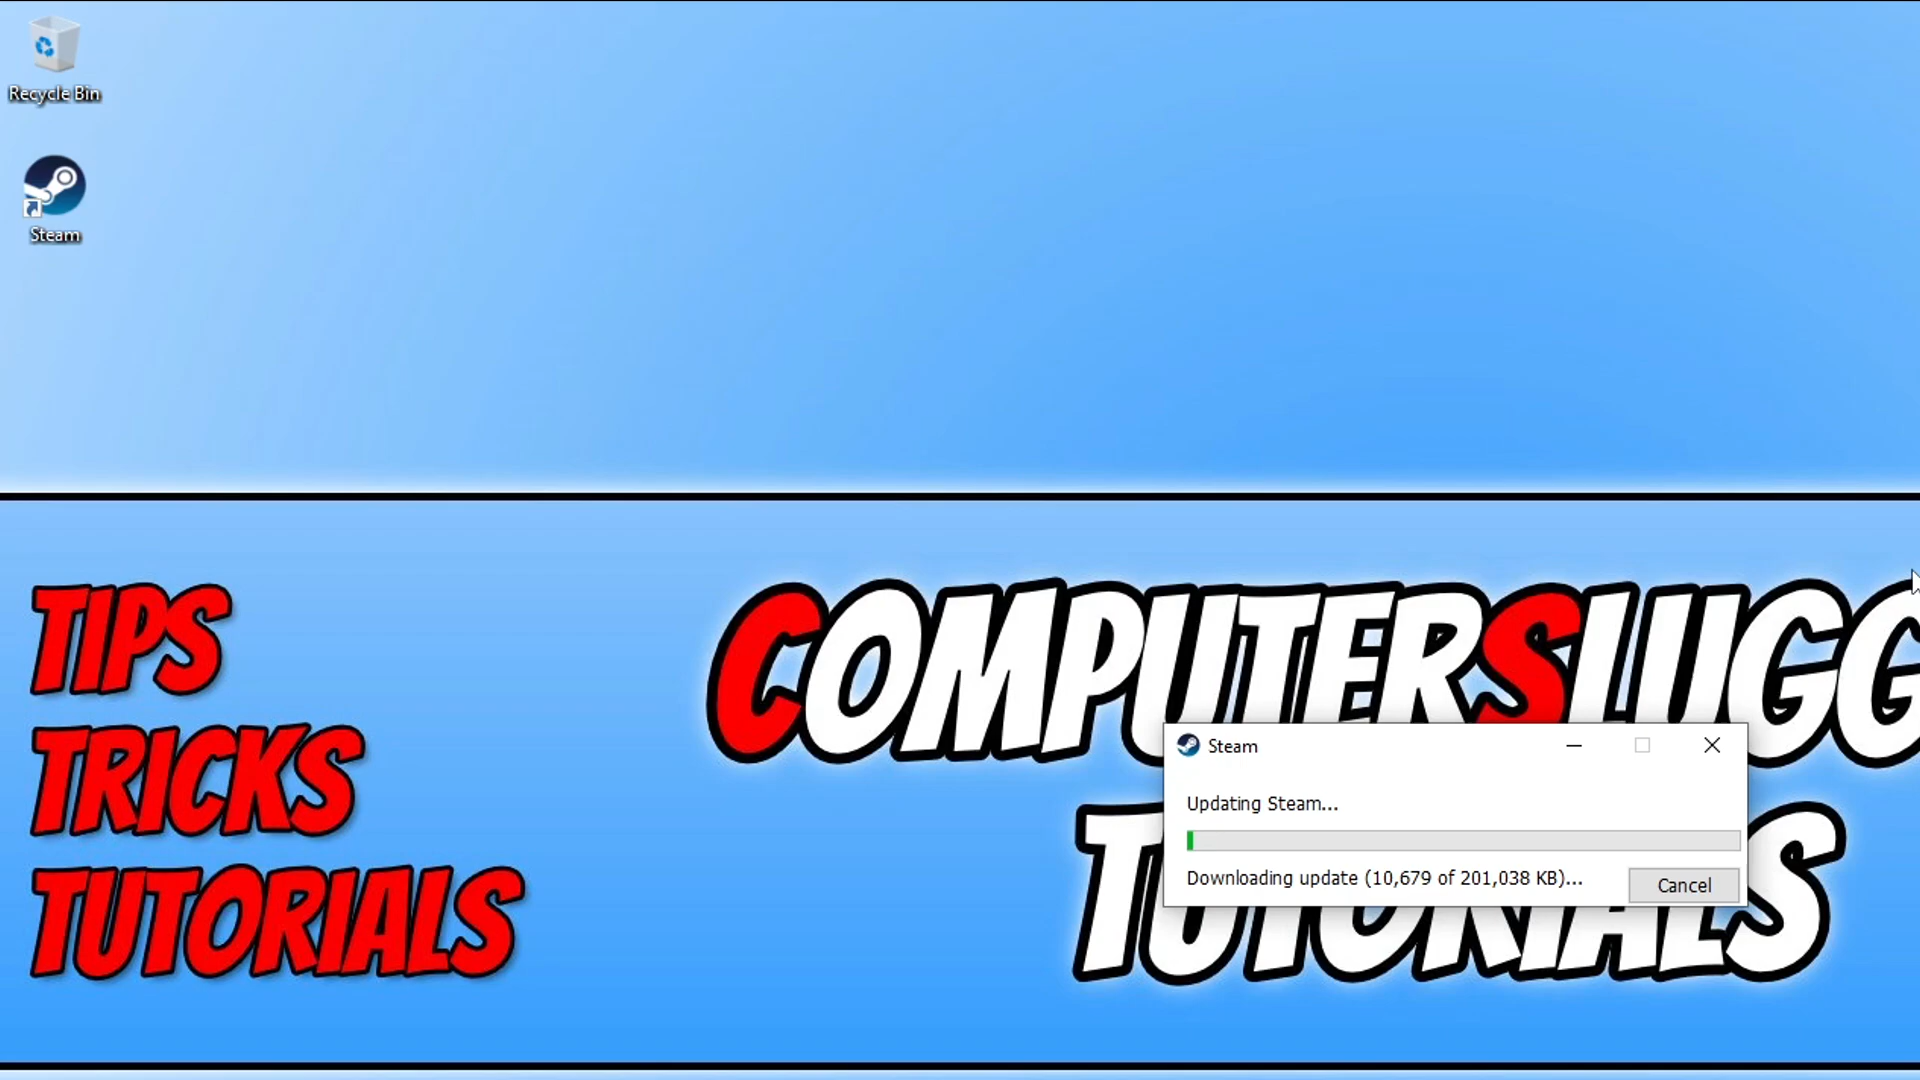 Recycle Bin
Steam
TIPS
TRICKS
TUTORIALS
COMPUTERSLUGG
TUTORIALS
Steam
Updating Steam...
Downloading update (10,679 of 201,038 KB)...
Cancel